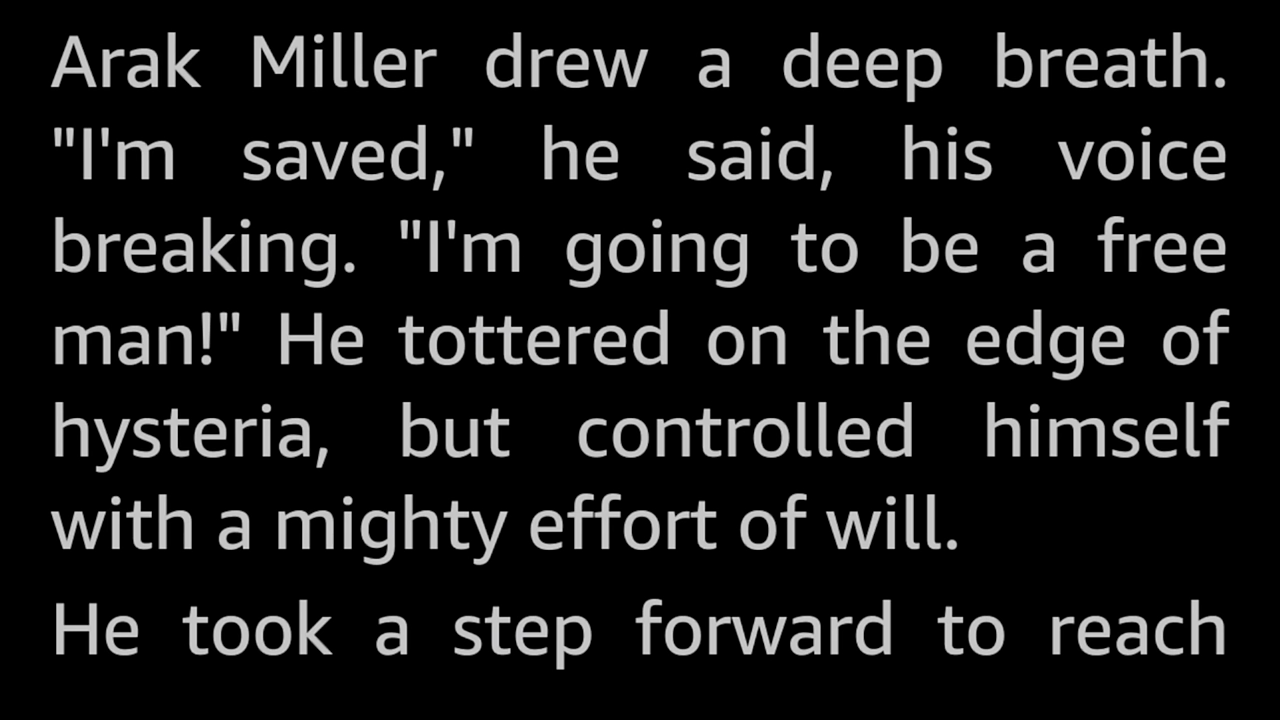 Arak Miller drew a deep breath.
"I'm saved," he said, his voice
breaking. "I'm going to be a free
man!" He tottered on the edge of
hysteria, but controlled himself
with a mighty effort of will.
He took a step forward to reach